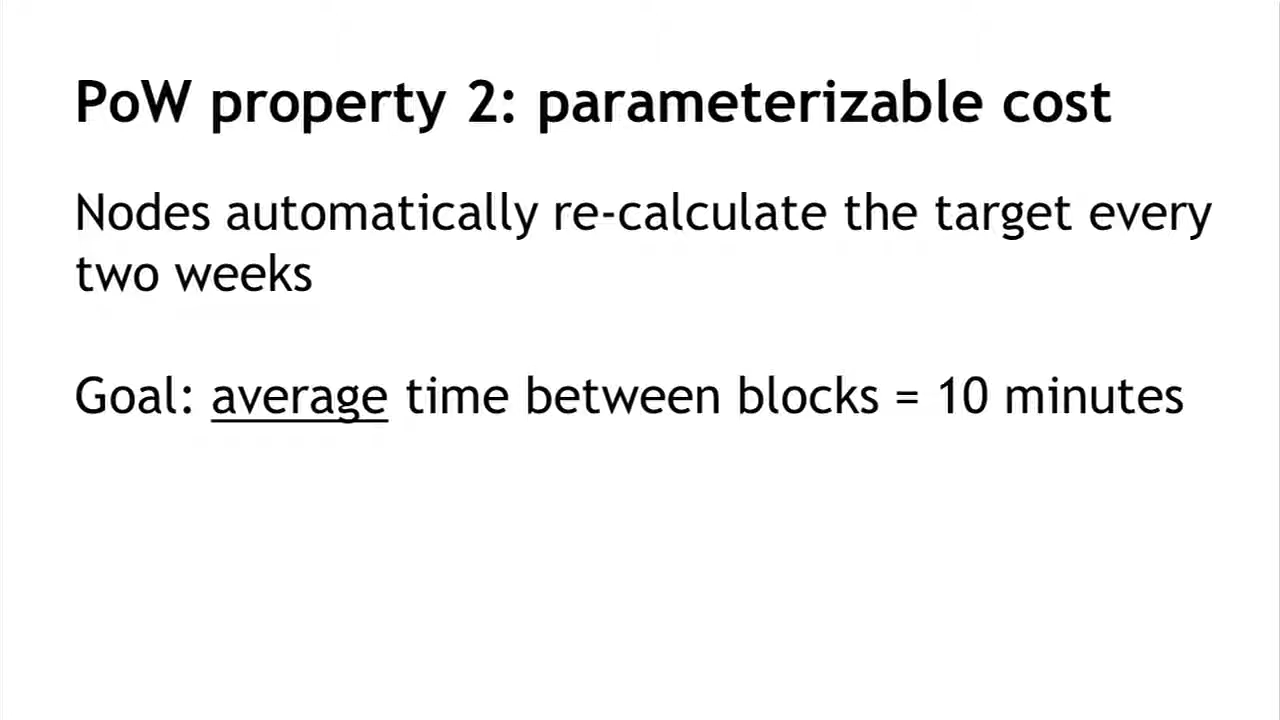 PoW property 2: parameterizable cost
Nodes automatically re-calculate the target every
two weeks
Goal: average time between blocks = 10 minutes